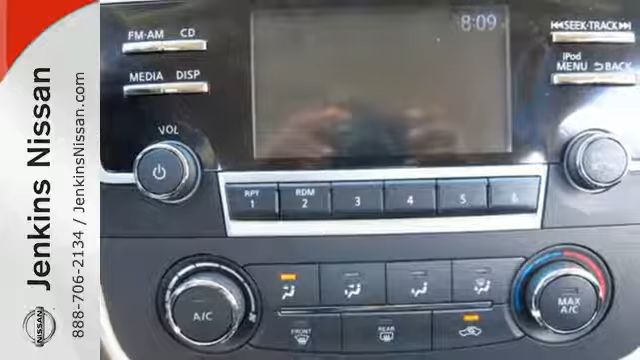 8:09
FM·AM CD
SEEK·TRACK
MEDIA DISP
iPod
MENU BACK
VOL
RPT
1
RDM
2
3
4
5
6
A/C
FRONT
REAR
MAX
A/C
Jenkins Nissan
888-706-2134 / JenkinsNissan.com
NISSAN